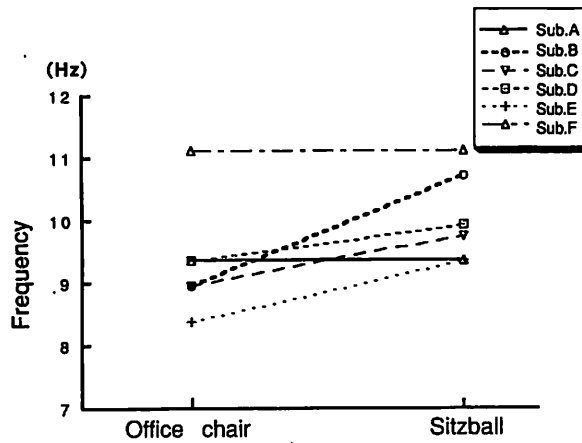 Sub.A
Sub.B
Sub.C
Sub.D
Sub.E
Sub.F
(Hz)
12
11
10
9
8
7
Frequency
Office chair
Sitzball